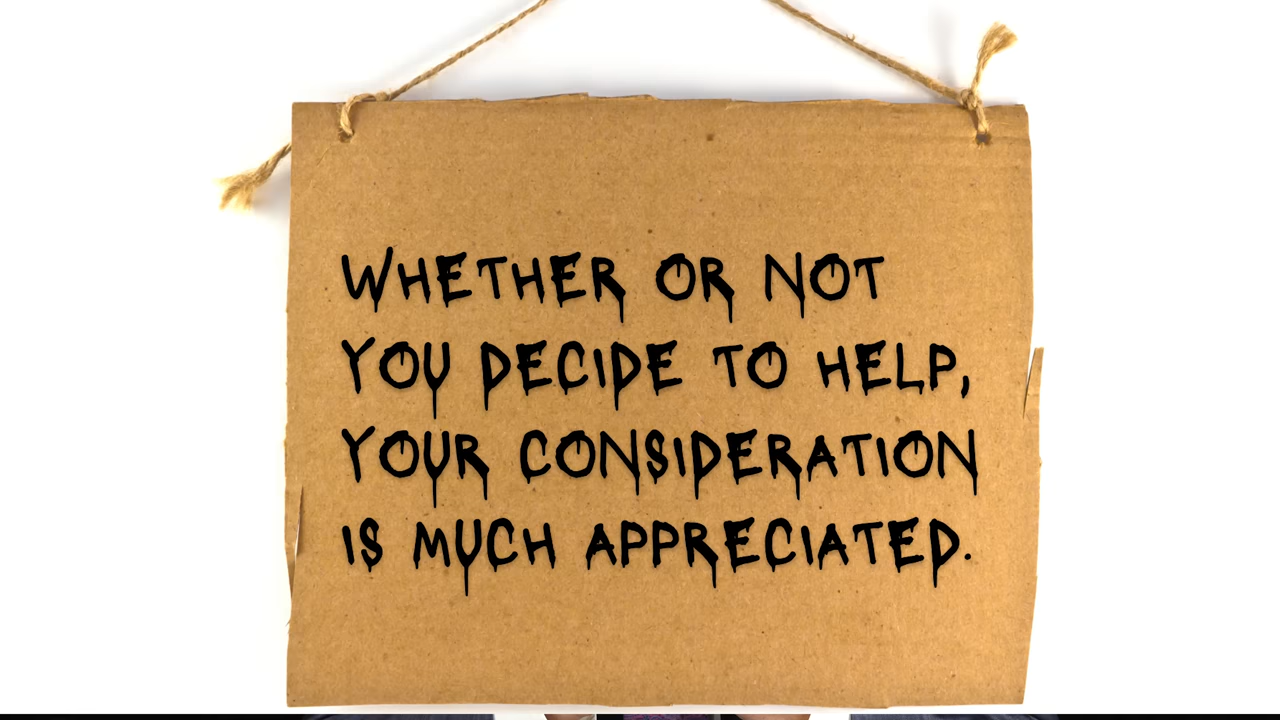 WHETHER OR NOT
YOU DECIDE TO HELP,
YOUR CONSIDERATION
IS MUCH APPRECIATED.